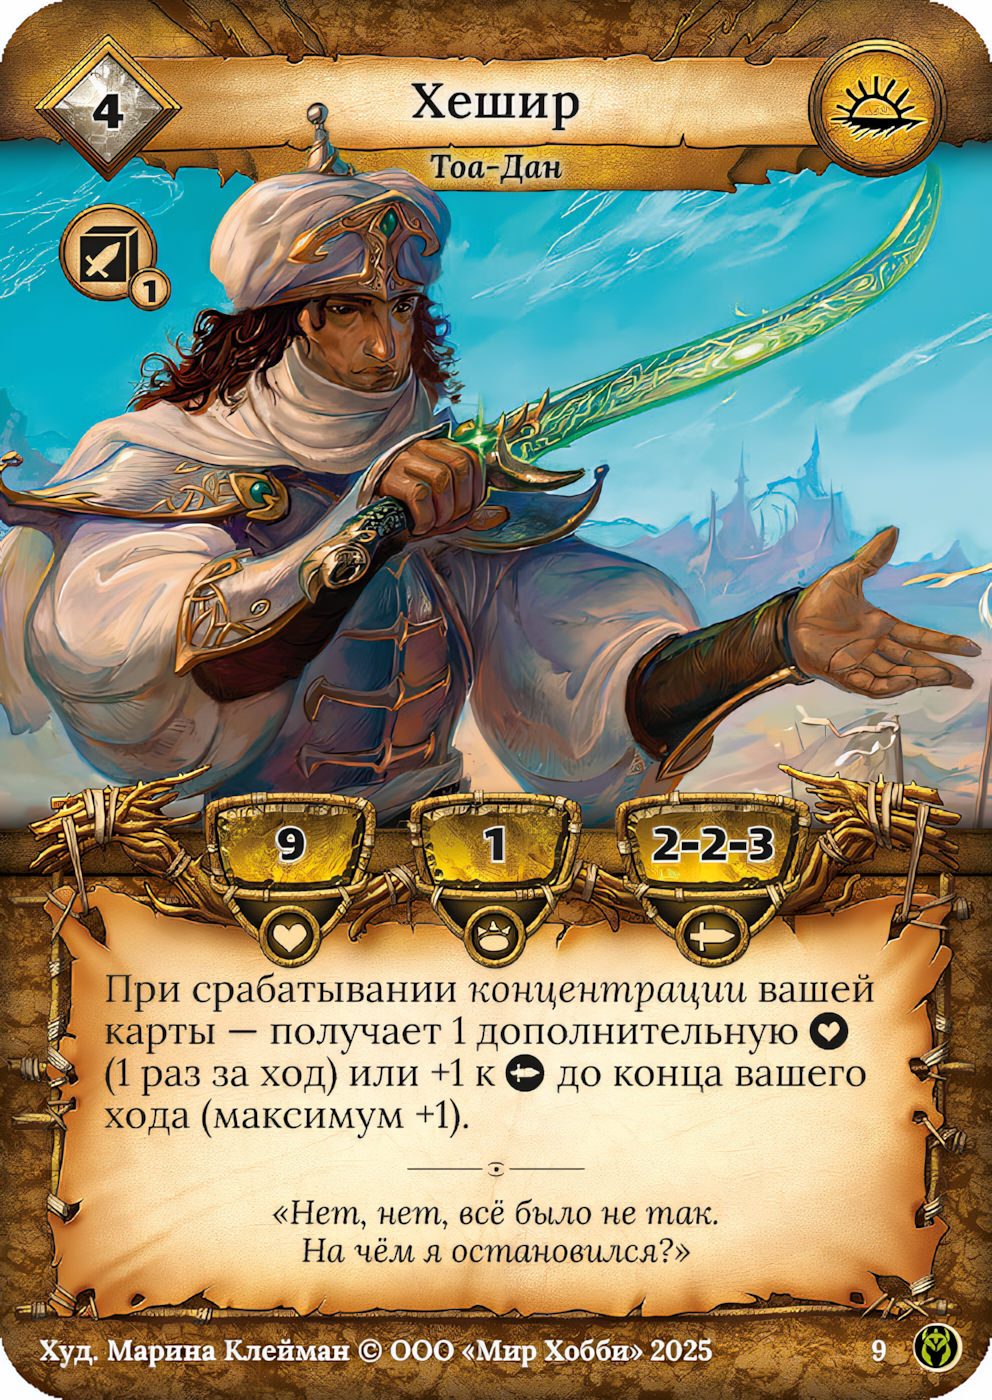 4
Хешир
Тоа-Дан
1
9
1
2-2-3
При срабатывании концентрации вашей
карты — получает 1 дополнительную
(1 раз за ход) или +1 к до конца вашего
хода (максимум +1).
«Нет, нет, всё было не так.
На чём я остановился?»
Худ. Марина Клейман © ООО «Мир Хобби» 2025
9